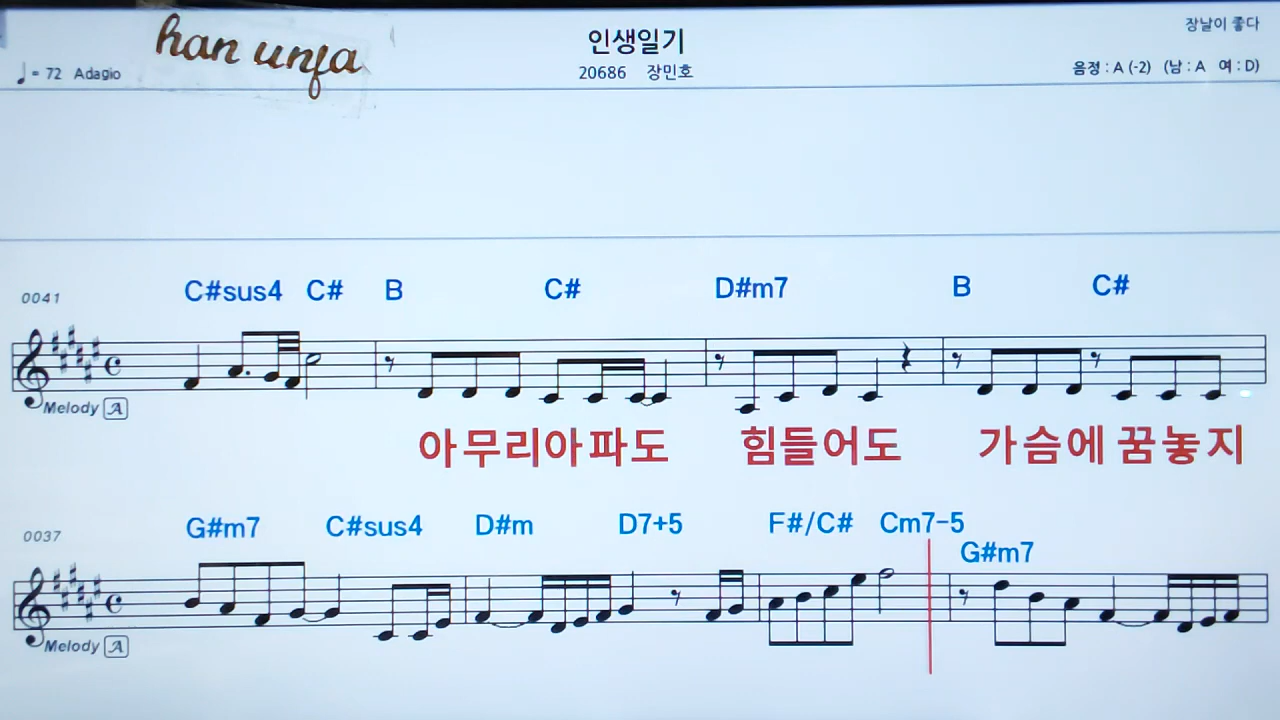 han unfa
인생일기
장날이 좋다
♩= 72 Adagio
20686 장민호
음정 : A (-2) (남 : A 여 : D)
0041
C#sus4 C# B C# D#m7 B C#
Melody A
아무리아파도 힘들어도 가슴에 꿈놓지
0037
G#m7 C#sus4 D#m D7+5 F#/C# Cm7-5
G#m7
Melody A